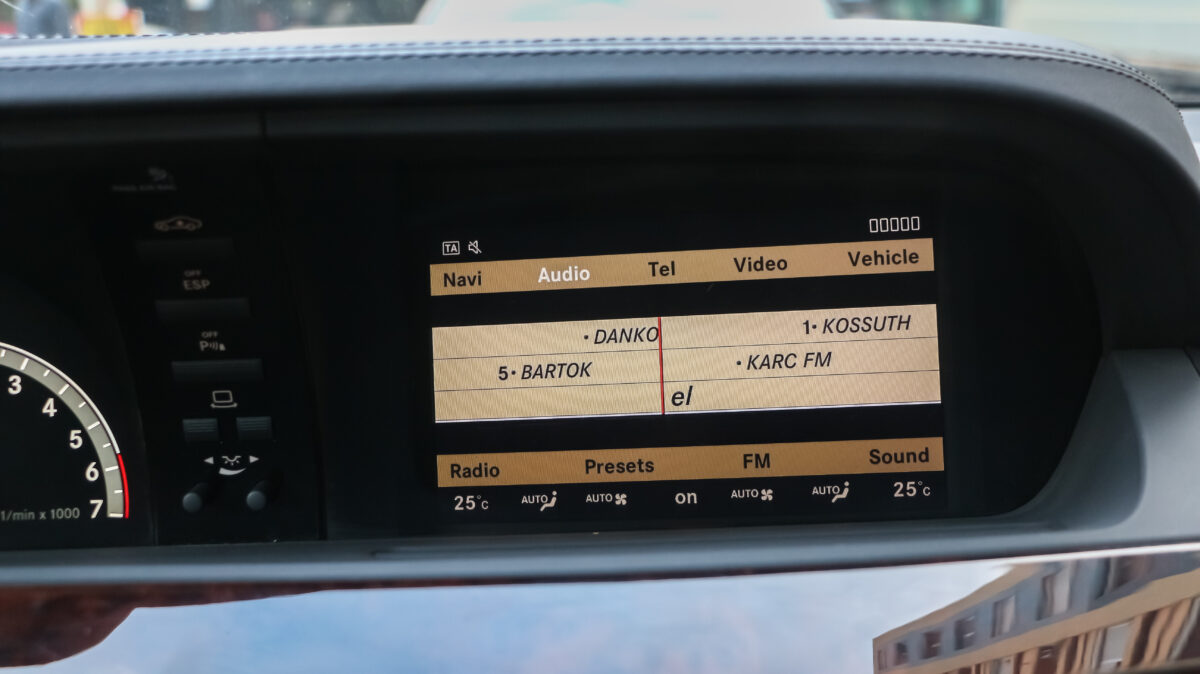 TA
Navi Audio Tel Video Vehicle
• DANKO 1• KOSSUTH
5• BARTOK • KARC FM
el
Radio Presets FM Sound
25°C AUTO AUTO on AUTO AUTO 25°C
OFF
ESP
OFF
P
3
4
5
6
7
1/min x 1000